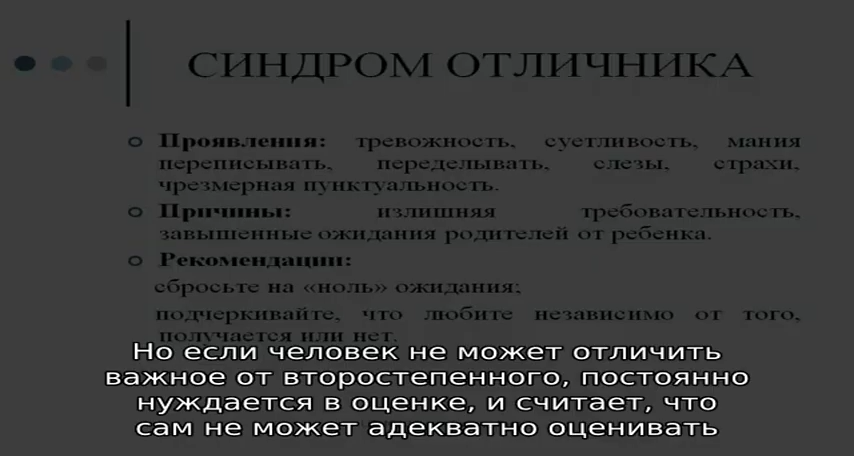 СИНДРОМ ОТЛИЧНИКА
Проявления: тревожность, суетливость, мания
переписывать, переделывать, слезы, страхи,
чрезмерная пунктуальность.
Причины: излишняя требовательность,
завышенные ожидания родителей от ребенка.
Рекомендации:
сбросьте на «ноль» ожидания;
подчеркивайте, что любите независимо от того,
получается или нет.
Но если человек не может отличить
важное от второстепенного, постоянно
нуждается в оценке, и считает, что
сам не может адекватно оценивать